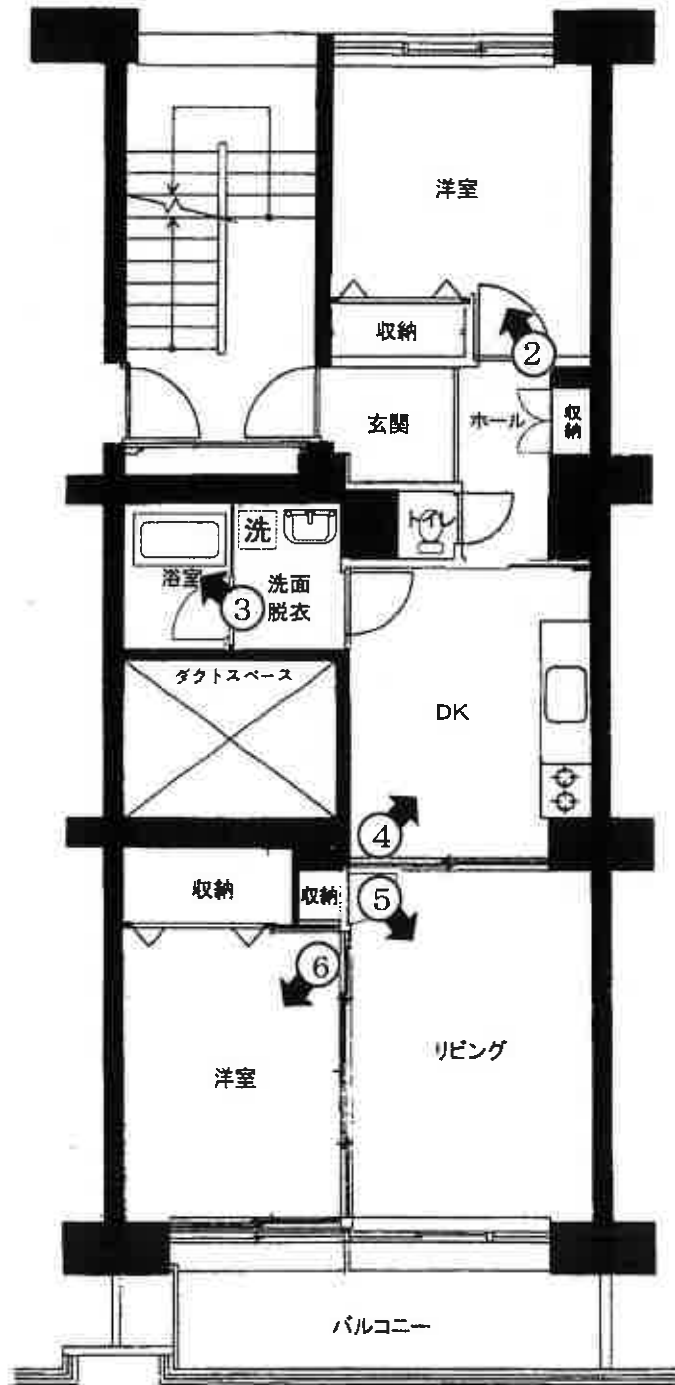 洋室
収納
②
玄関
ホール
収
納
トイレ
洗
浴室
洗面
脱衣
③
ダクトスペース
DK
④
収納
収納
⑤
⑥
リビング
洋室
バルコニー